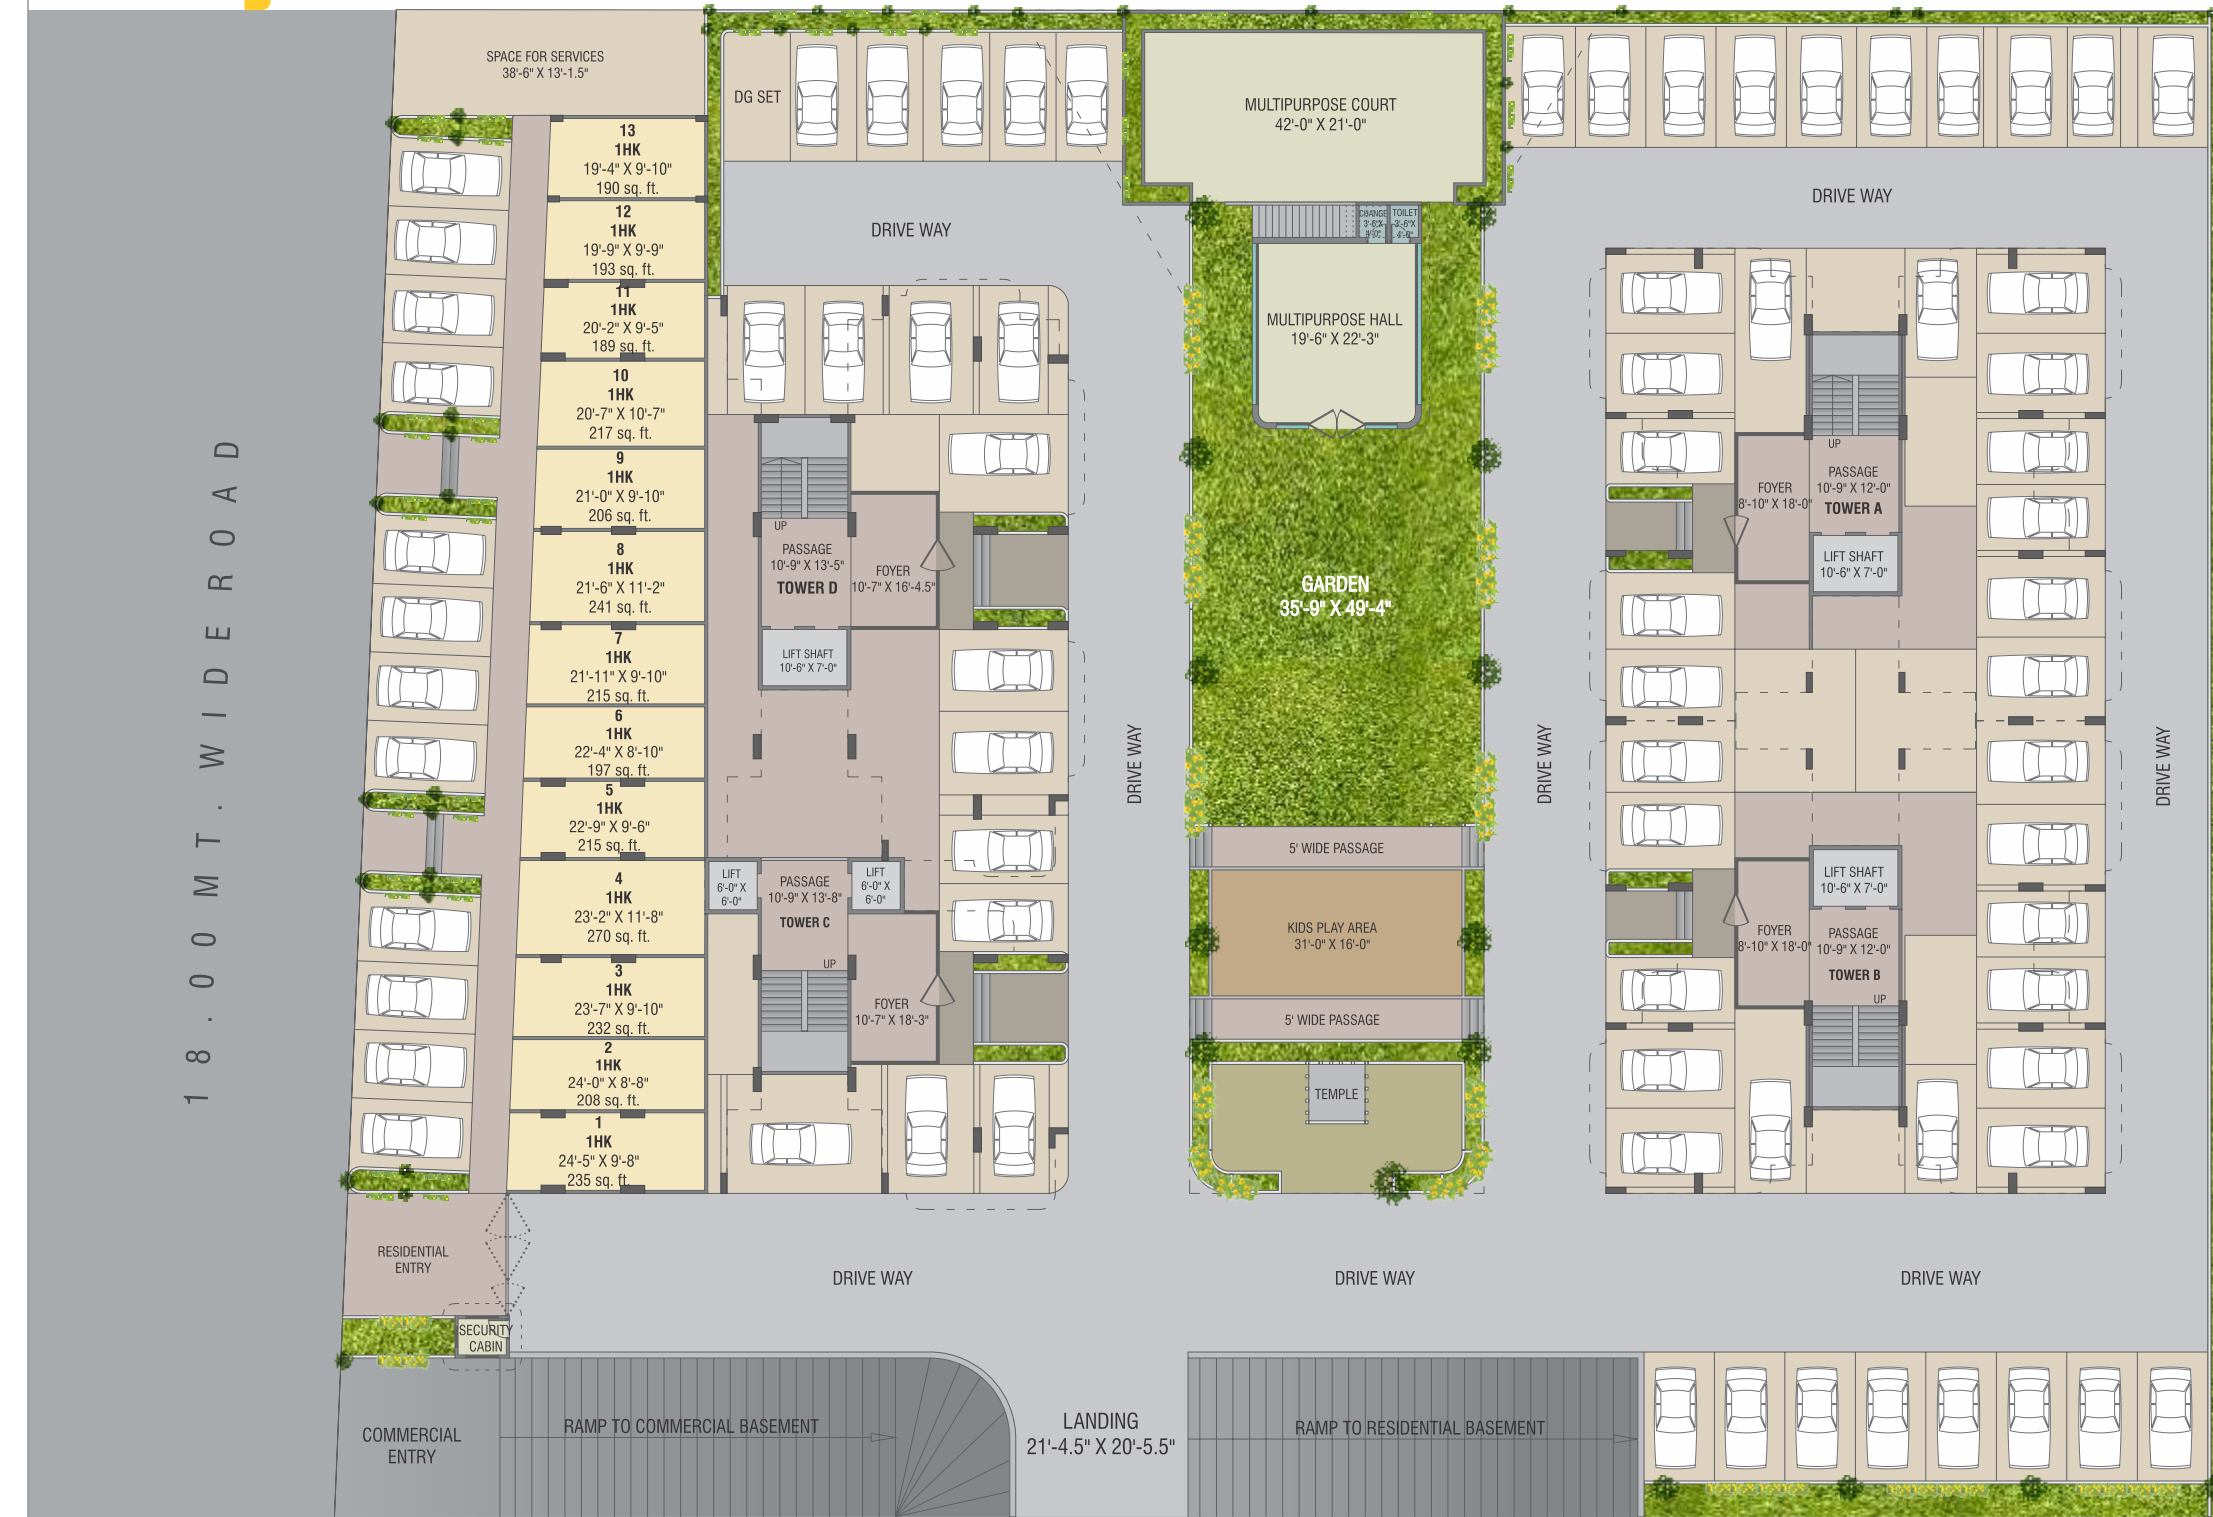 SPACE FOR SERVICES
38'-6" X 13'-1.5"
DG SET
MULTIPURPOSE COURT
42'-0" X 21'-0"
DRIVE WAY
DRIVE WAY
13
1HK
19'-4" X 9'-10"
190 sq. ft.
12
1HK
19'-9" X 9'-9"
193 sq. ft.
11
1HK
20'-2" X 9'-5"
189 sq. ft.
10
1HK
20'-7" X 10'-7"
217 sq. ft.
9
1HK
21'-0" X 9'-10"
206 sq. ft.
8
1HK
21'-6" X 11'-2"
241 sq. ft.
7
1HK
21'-11" X 9'-10"
215 sq. ft.
6
1HK
22'-4" X 8'-10"
197 sq. ft.
5
1HK
22'-9" X 9'-6"
215 sq. ft.
4
1HK
23'-2" X 11'-8"
270 sq. ft.
3
1HK
23'-7" X 9'-10"
232 sq. ft.
2
1HK
24'-0" X 8'-8"
208 sq. ft.
1
1HK
24'-5" X 9'-8"
235 sq. ft.
18.00 MT. WIDE ROAD
CHANGE
3'-6" X
TOILET
3'-6" X
4'-0"
MULTIPURPOSE HALL
19'-6" X 22'-3"
GARDEN
35'-9" X 49'-4"
UP
PASSAGE
10'-9" X 13'-5"
TOWER D
FOYER
10'-7" X 16'-4.5"
LIFT SHAFT
10'-6" X 7'-0"
LIFT
6'-0" X
6'-0"
PASSAGE
10'-9" X 13'-8"
TOWER C
UP
LIFT
6'-0" X
6'-0"
FOYER
10'-7" X 18'-3"
DRIVE WAY
5' WIDE PASSAGE
KIDS PLAY AREA
31'-0" X 16'-0"
5' WIDE PASSAGE
TEMPLE
DRIVE WAY
UP
PASSAGE
10'-9" X 12'-0"
TOWER A
FOYER
8'-10" X 18'-0"
LIFT SHAFT
10'-6" X 7'-0"
LIFT SHAFT
10'-6" X 7'-0"
FOYER
8'-10" X 18'-0"
PASSAGE
10'-9" X 12'-0"
TOWER B
UP
DRIVE WAY
RESIDENTIAL
ENTRY
SECURITY
CABIN
DRIVE WAY
DRIVE WAY
DRIVE WAY
COMMERCIAL
ENTRY
RAMP TO COMMERCIAL BASEMENT
LANDING
21'-4.5" X 20'-5.5"
RAMP TO RESIDENTIAL BASEMENT